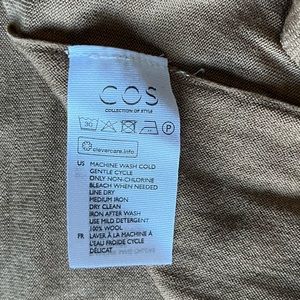 COS
COLLECTION OF STYLE
30
P
clevercare.info
US MACHINE WASH COLD
GENTLE CYCLE
ONLY NON-CHLORINE
BLEACH WHEN NEEDED
LINE DRY
MEDIUM IRON
DRY CLEAN
IRON AFTER WASH
USE MILD DETERGENT
100% WOOL
FR LAVER À LA MACHINE À
L'EAU FROIDE CYCLE
DÉLICAT